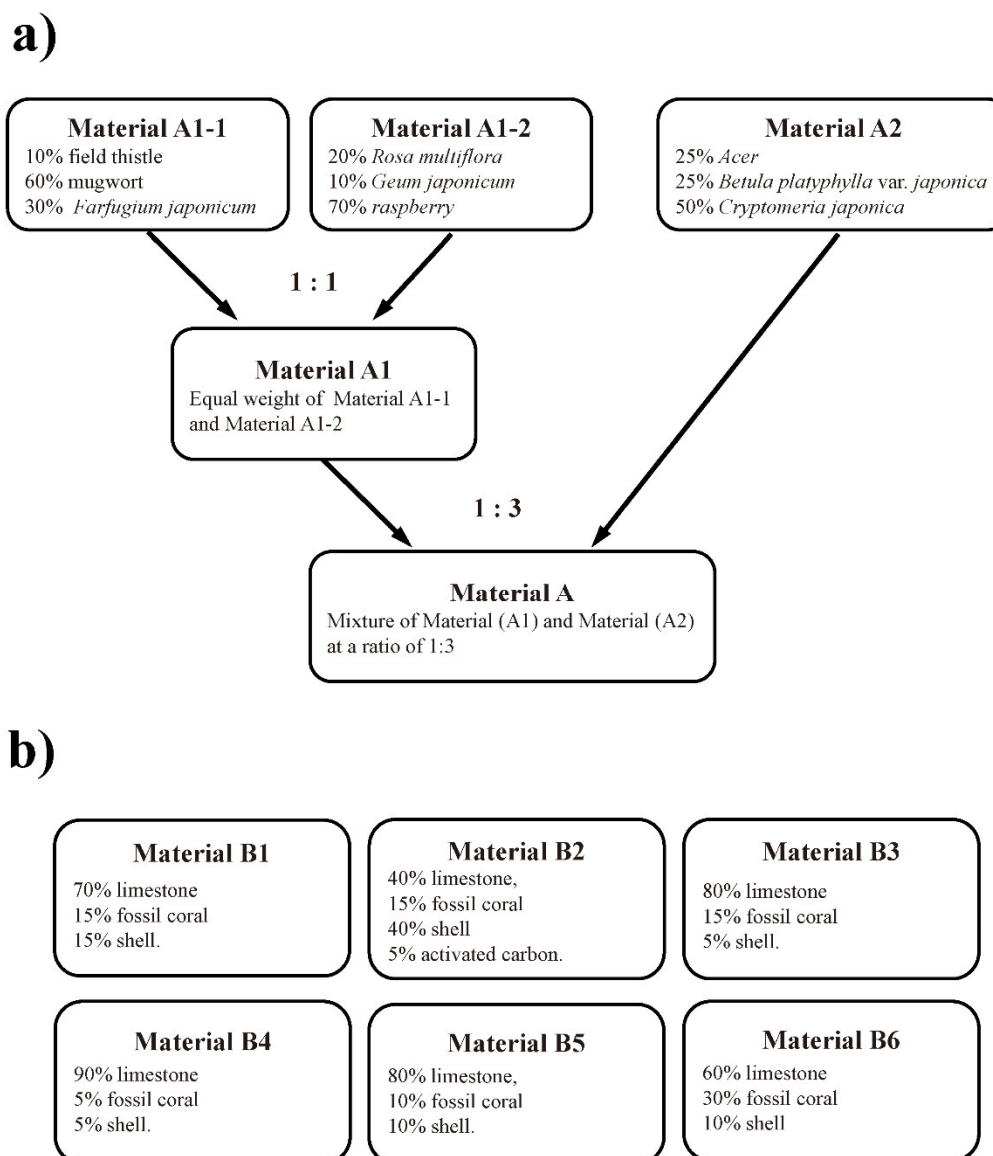 a)
Material A1-1
10% field thistle
60% mugwort
30% Farfugium japonicum
Material A1-2
20% Rosa multiflora
10% Geum japonicum
70% raspberry
Material A2
25% Acer
25% Betula platyphylla var. japonica
50% Cryptomeria japonica
1 : 1
Material A1
Equal weight of Material A1-1
and Material A1-2
1 : 3
Material A
Mixture of Material (A1) and Material (A2)
at a ratio of 1:3
b)
Material B1
70% limestone
15% fossil coral
15% shell.
Material B2
40% limestone,
15% fossil coral
40% shell
5% activated carbon.
Material B3
80% limestone
15% fossil coral
5% shell.
Material B4
90% limestone
5% fossil coral
5% shell.
Material B5
80% limestone,
10% fossil coral
10% shell.
Material B6
60% limestone
30% fossil coral
10% shell